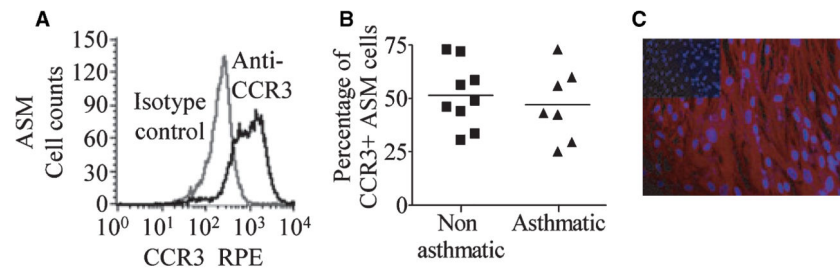 A
150
120
90
60
30
0
ASM
Cell counts
Isotype
control
Anti-
CCR3
10⁰ 10¹ 10² 10³ 10⁴
CCR3 RPE
B
75
50
25
0
Percentage of
CCR3+ ASM cells
Non
asthmatic
Asthmatic
C